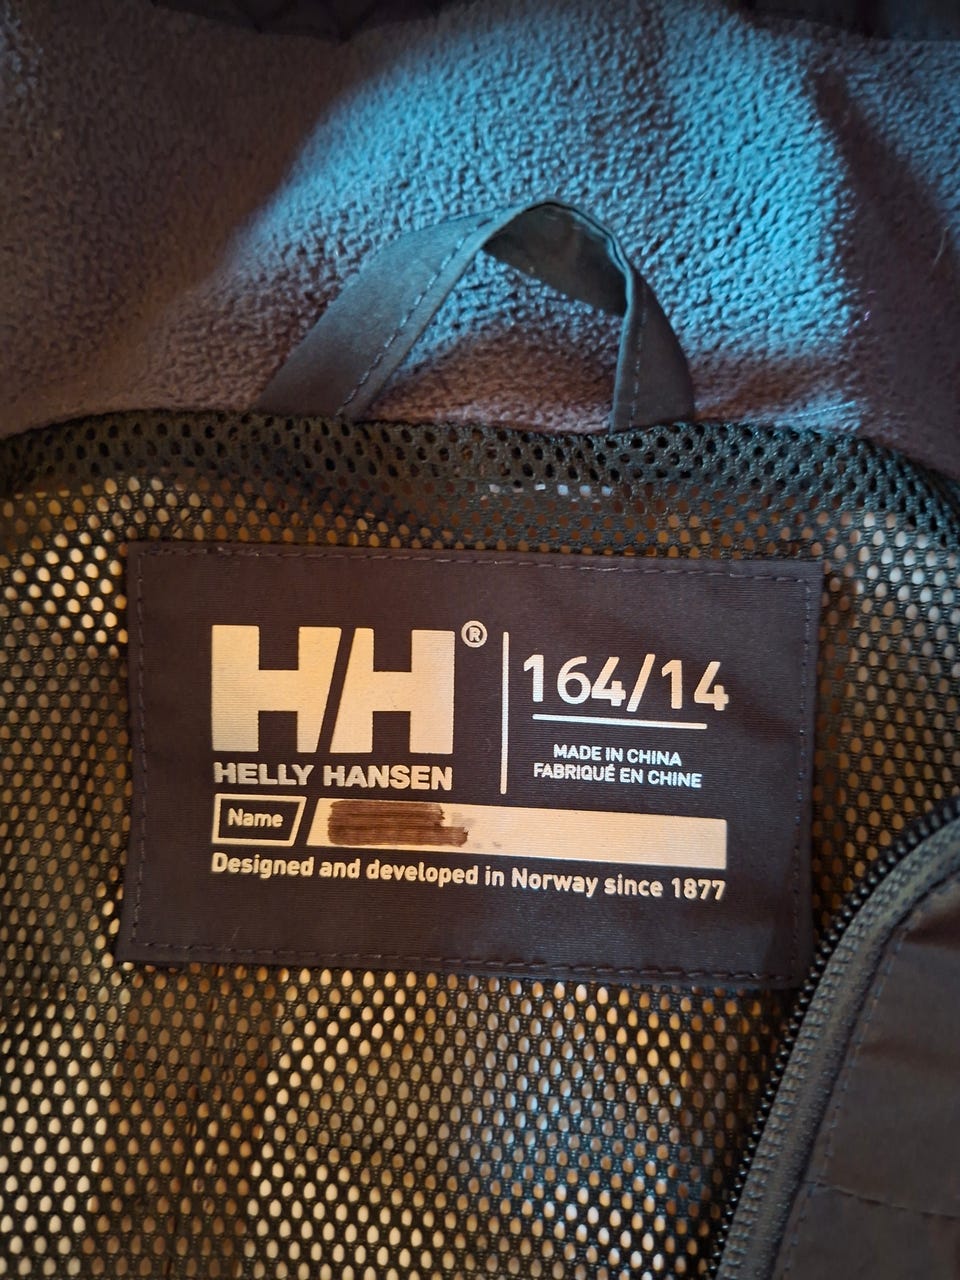 HH®
HELLY HANSEN
164/14
MADE IN CHINA
FABRIQUÉ EN CHINE
Name
Designed and developed in Norway since 1877